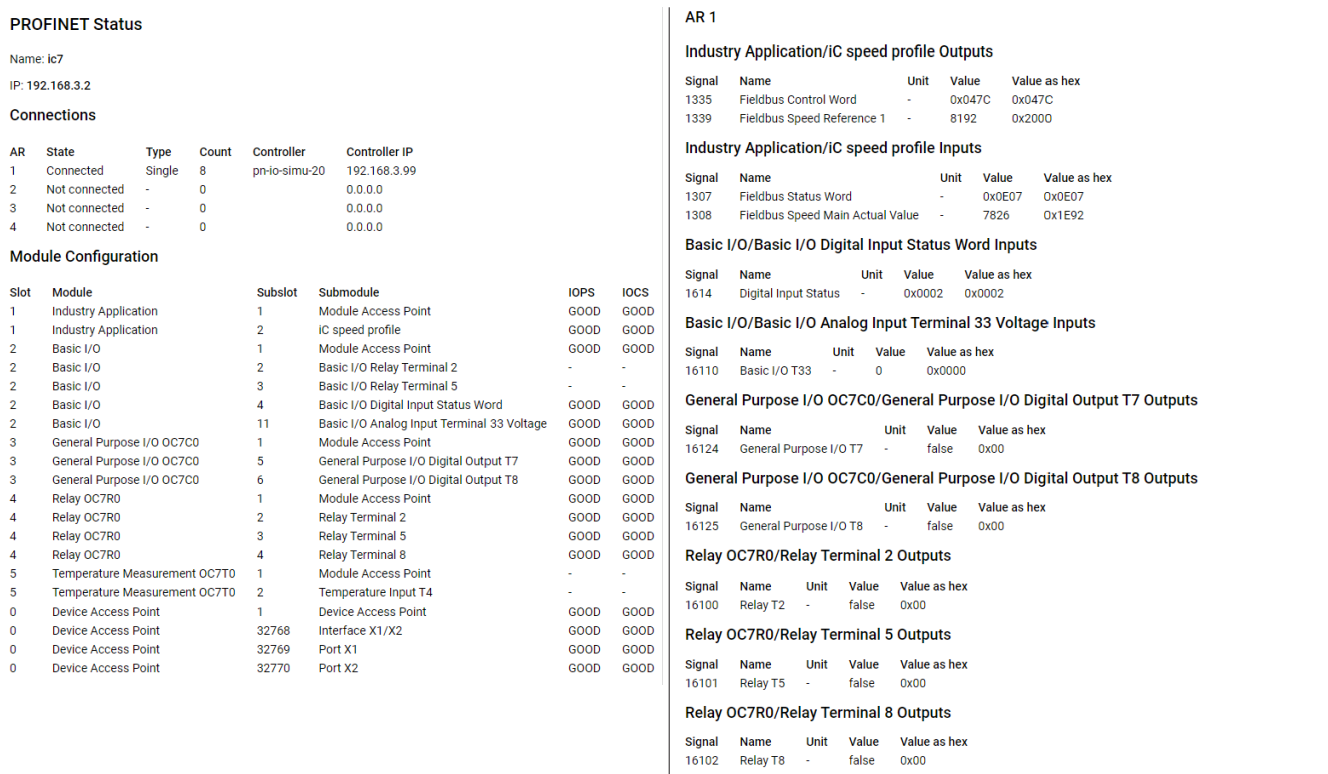 PROFINET Status
Name: ic7
IP: 192.168.3.2
Connections
AR State Type Count Controller Controller IP
1 Connected Single 8 pn-io-simu-20 192.168.3.99
2 Not connected - 0 0.0.0.0
3 Not connected - 0 0.0.0.0
4 Not connected - 0 0.0.0.0
Module Configuration
Slot Module Subslot Submodule IOPS IOCS
1 Industry Application 1 Module Access Point GOOD GOOD
1 Industry Application 2 iC speed profile GOOD GOOD
2 Basic I/O 1 Module Access Point GOOD GOOD
2 Basic I/O 2 Basic I/O Relay Terminal 2 - -
2 Basic I/O 3 Basic I/O Relay Terminal 5 - -
2 Basic I/O 4 Basic I/O Digital Input Status Word GOOD GOOD
2 Basic I/O 11 Basic I/O Analog Input Terminal 33 Voltage GOOD GOOD
3 General Purpose I/O OC7C0 1 Module Access Point GOOD GOOD
3 General Purpose I/O OC7C0 5 General Purpose I/O Digital Output T7 GOOD GOOD
3 General Purpose I/O OC7C0 6 General Purpose I/O Digital Output T8 GOOD GOOD
4 Relay OC7R0 1 Module Access Point GOOD GOOD
4 Relay OC7R0 2 Relay Terminal 2 GOOD GOOD
4 Relay OC7R0 3 Relay Terminal 5 GOOD GOOD
4 Relay OC7R0 4 Relay Terminal 8 GOOD GOOD
5 Temperature Measurement OC7T0 1 Module Access Point - -
5 Temperature Measurement OC7T0 2 Temperature Input T4 - -
0 Device Access Point 1 Device Access Point GOOD GOOD
0 Device Access Point 32768 Interface X1/X2 GOOD GOOD
0 Device Access Point 32769 Port X1 GOOD GOOD
0 Device Access Point 32770 Port X2 GOOD GOOD
AR 1
Industry Application/iC speed profile Outputs
Signal Name Unit Value Value as hex
1335 Fieldbus Control Word - 0x047C 0x047C
1339 Fieldbus Speed Reference 1 - 8192 0x2000
Industry Application/iC speed profile Inputs
Signal Name Unit Value Value as hex
1307 Fieldbus Status Word - 0x0E07 0x0E07
1308 Fieldbus Speed Main Actual Value - 7826 0x1E92
Basic I/O/Basic I/O Digital Input Status Word Inputs
Signal Name Unit Value Value as hex
1614 Digital Input Status - 0x0002 0x0002
Basic I/O/Basic I/O Analog Input Terminal 33 Voltage Inputs
Signal Name Unit Value Value as hex
16110 Basic I/O T33 - 0 0x0000
General Purpose I/O OC7C0/General Purpose I/O Digital Output T7 Outputs
Signal Name Unit Value Value as hex
16124 General Purpose I/O T7 - false 0x00
General Purpose I/O OC7C0/General Purpose I/O Digital Output T8 Outputs
Signal Name Unit Value Value as hex
16125 General Purpose I/O T8 - false 0x00
Relay OC7R0/Relay Terminal 2 Outputs
Signal Name Unit Value Value as hex
16100 Relay T2 - false 0x00
Relay OC7R0/Relay Terminal 5 Outputs
Signal Name Unit Value Value as hex
16101 Relay T5 - false 0x00
Relay OC7R0/Relay Terminal 8 Outputs
Signal Name Unit Value Value as hex
16102 Relay T8 - false 0x00